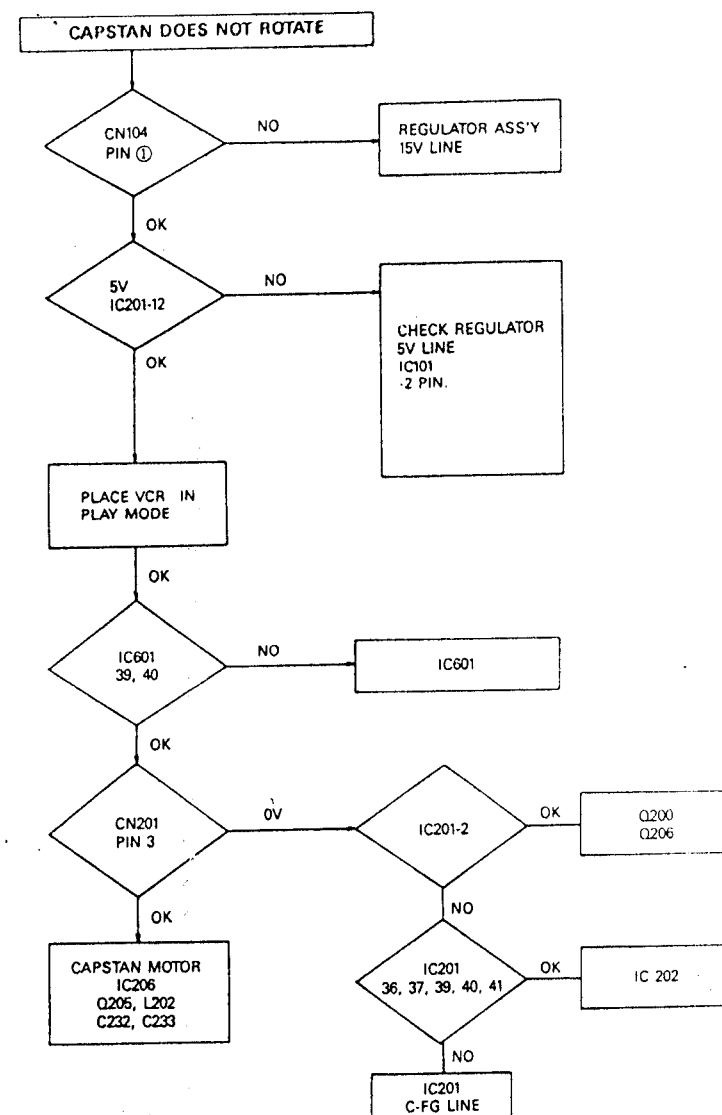 CAPSTAN DOES NOT ROTATE
CN104
PIN ①
NO
REGULATOR ASS'Y
15V LINE
OK
5V
IC201-12
NO
CHECK REGULATOR
5V LINE
IC101
-2 PIN.
OK
PLACE VCR IN
PLAY MODE
OK
IC601
39, 40
NO
IC601
OK
CN201
PIN 3
0V
IC201-2
OK
Q200
Q206
OK
NO
CAPSTAN MOTOR
IC206
Q205, L202
C232, C233
IC201
36, 37, 39, 40, 41
OK
IC 202
NO
IC201
C-FG LINE